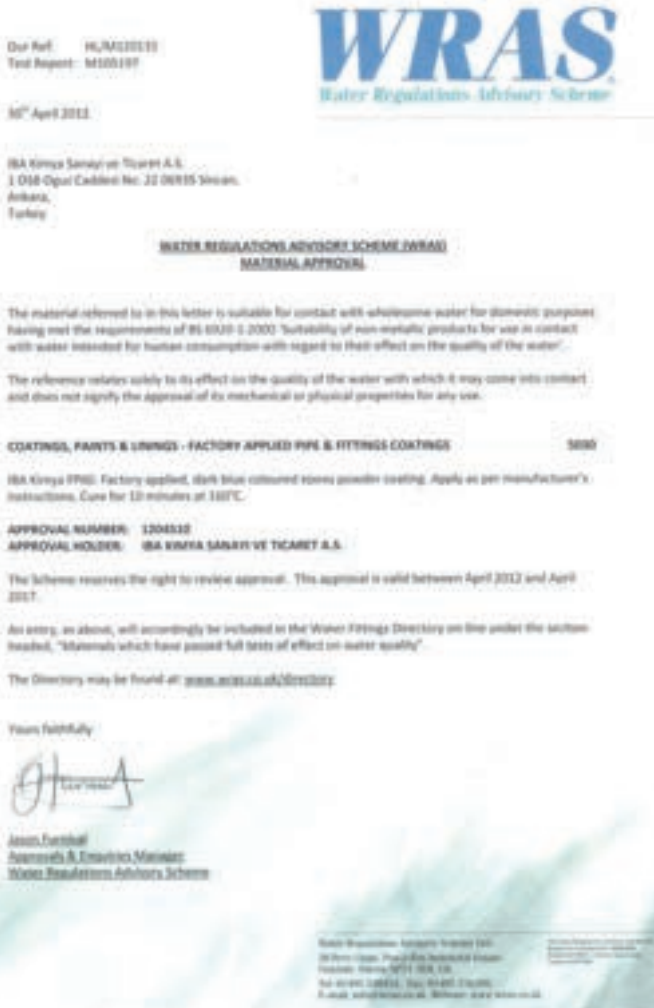 WRAS
Water Regulations Advisory Scheme
Our Ref: HL/M120131
Test Report:
30th April 2012
IBA Kimya Sanayi ve Ticaret A.S.
No: 22 06935 Sincan,
Ankara,
Turkey
WATER REGULATIONS ADVISORY SCHEME (WRAS)
MATERIAL APPROVAL
The material referred to in this letter is suitable for contact with wholesome water for domestic purposes
having met the requirements of BS 6920-1:2000 'Suitability of non-metallic products for use in contact
with water intended for human consumption with regard to their effect on the quality of the water'.
The reference relates solely to its effect on the quality of the water with which it may come into contact
and does not signify the approval of its mechanical or physical properties for any use.
COATINGS, PAINTS & LININGS - FACTORY APPLIED PIPE & FITTINGS COATINGS
IBA Kimya Factory applied, dark blue coloured epoxy powder coating. Apply as per manufacturer's
instructions. Cure for 10 minutes at 160°C.
APPROVAL NUMBER:
APPROVAL HOLDER: IBA KIMYA SANAYI VE TICARET A.S.
The Scheme reserves the right to review approval. This approval is valid between April 2012 and April
2017.
An entry, as above, will accordingly be included in the Water Fittings Directory on-line under the section
headed, "Materials which have passed full tests of effect on water quality".
The Directory may be found at: www.wras.co.uk/directory
Yours faithfully
Jason Furnival
Approvals & Enquiries Manager
Water Regulations Advisory Scheme